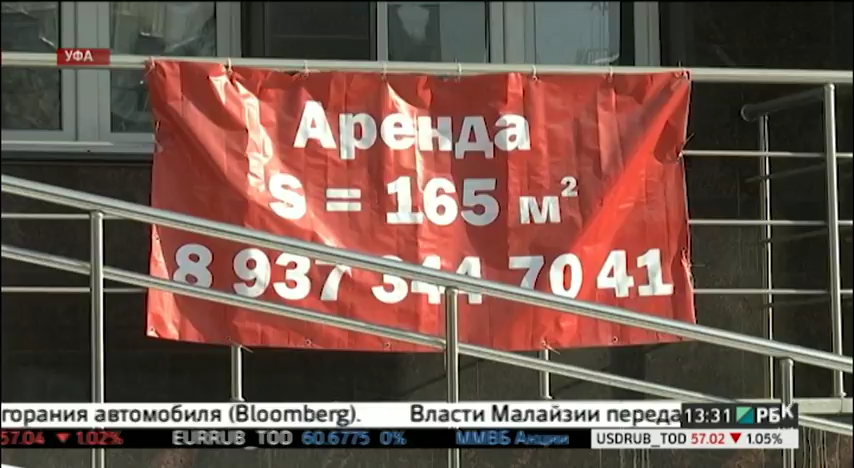 УФА
Аренда
S = 165 м²
8 937 344 70 41
горания автомобиля (Bloomberg). Власти Малайзии переда 13:31 РБК
57.04 ▼ 1.02% EURRUB_TOD 60.6775 0% ММВБ Акции USDRUB_TOD 57.02 ▼ 1.05%